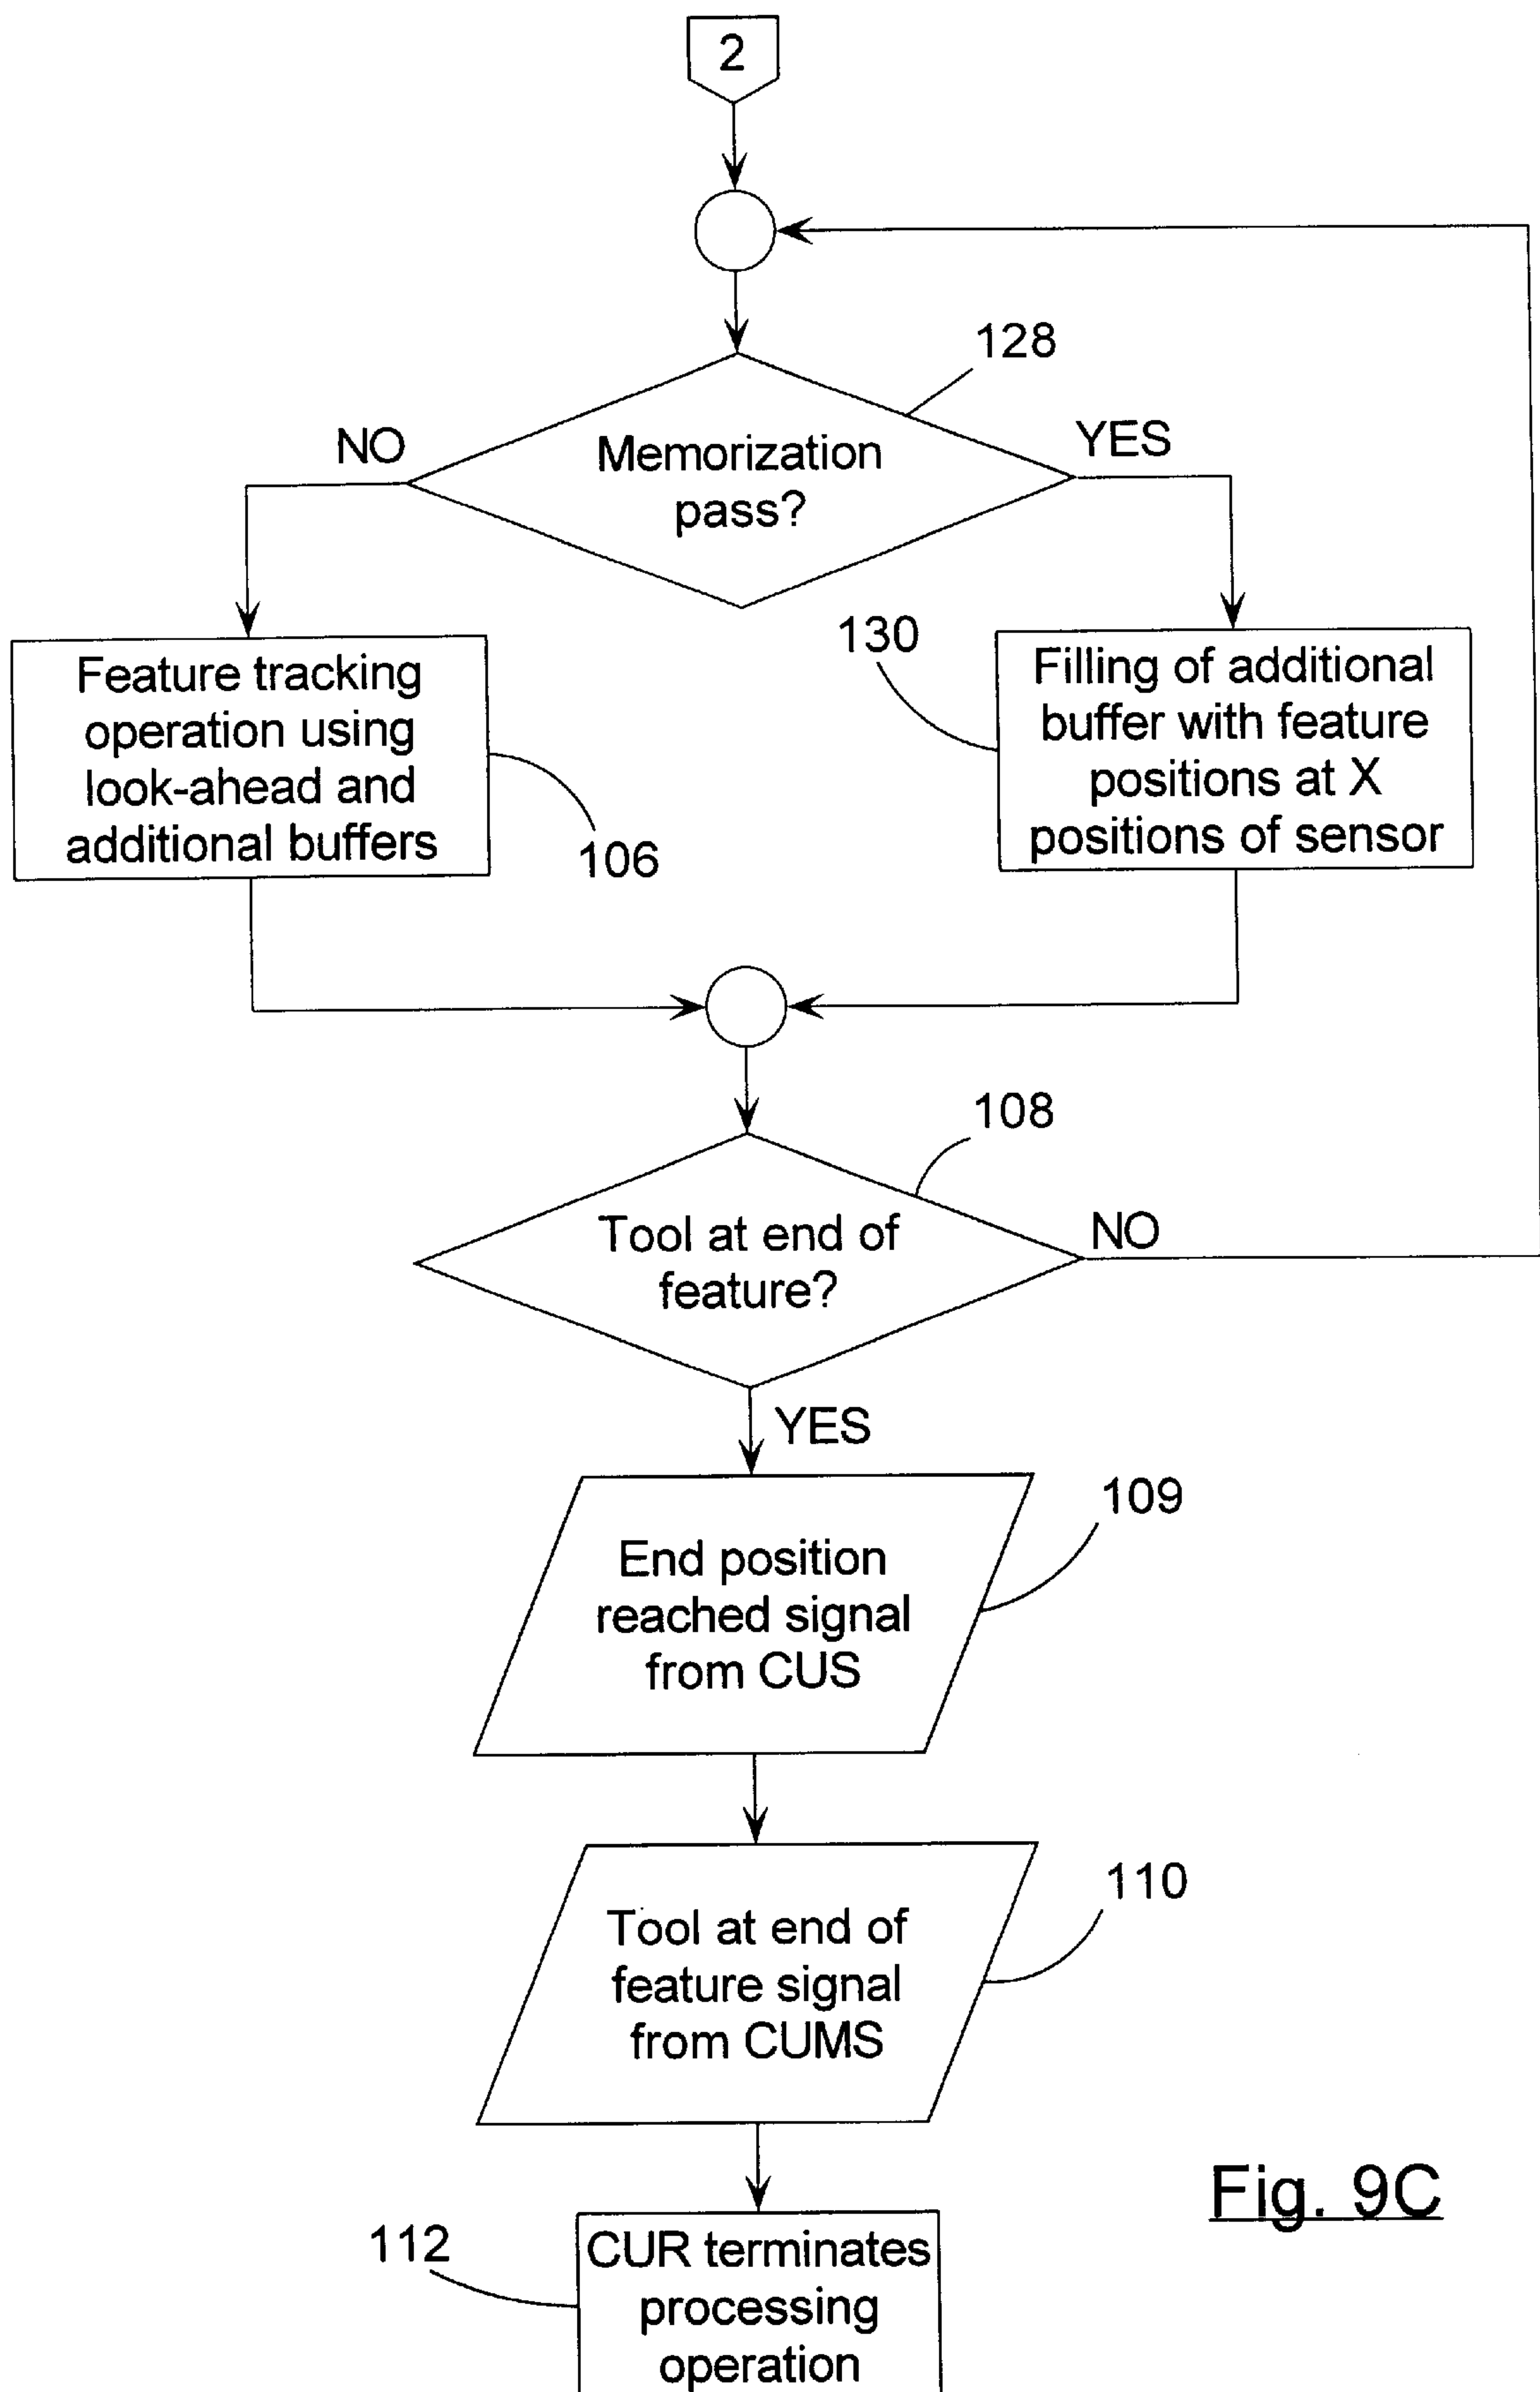 2
128
NO
YES
Memorization
pass?
130
Feature tracking
operation using
look-ahead and
additional buffers
106
Filling of additional
buffer with feature
positions at X
positions of sensor
108
Tool at end of
feature?
NO
YES
109
End position
reached signal
from CUS
110
Tool at end of
feature signal
from CUMS
112
CUR terminates
processing
operation
Fig. 9C